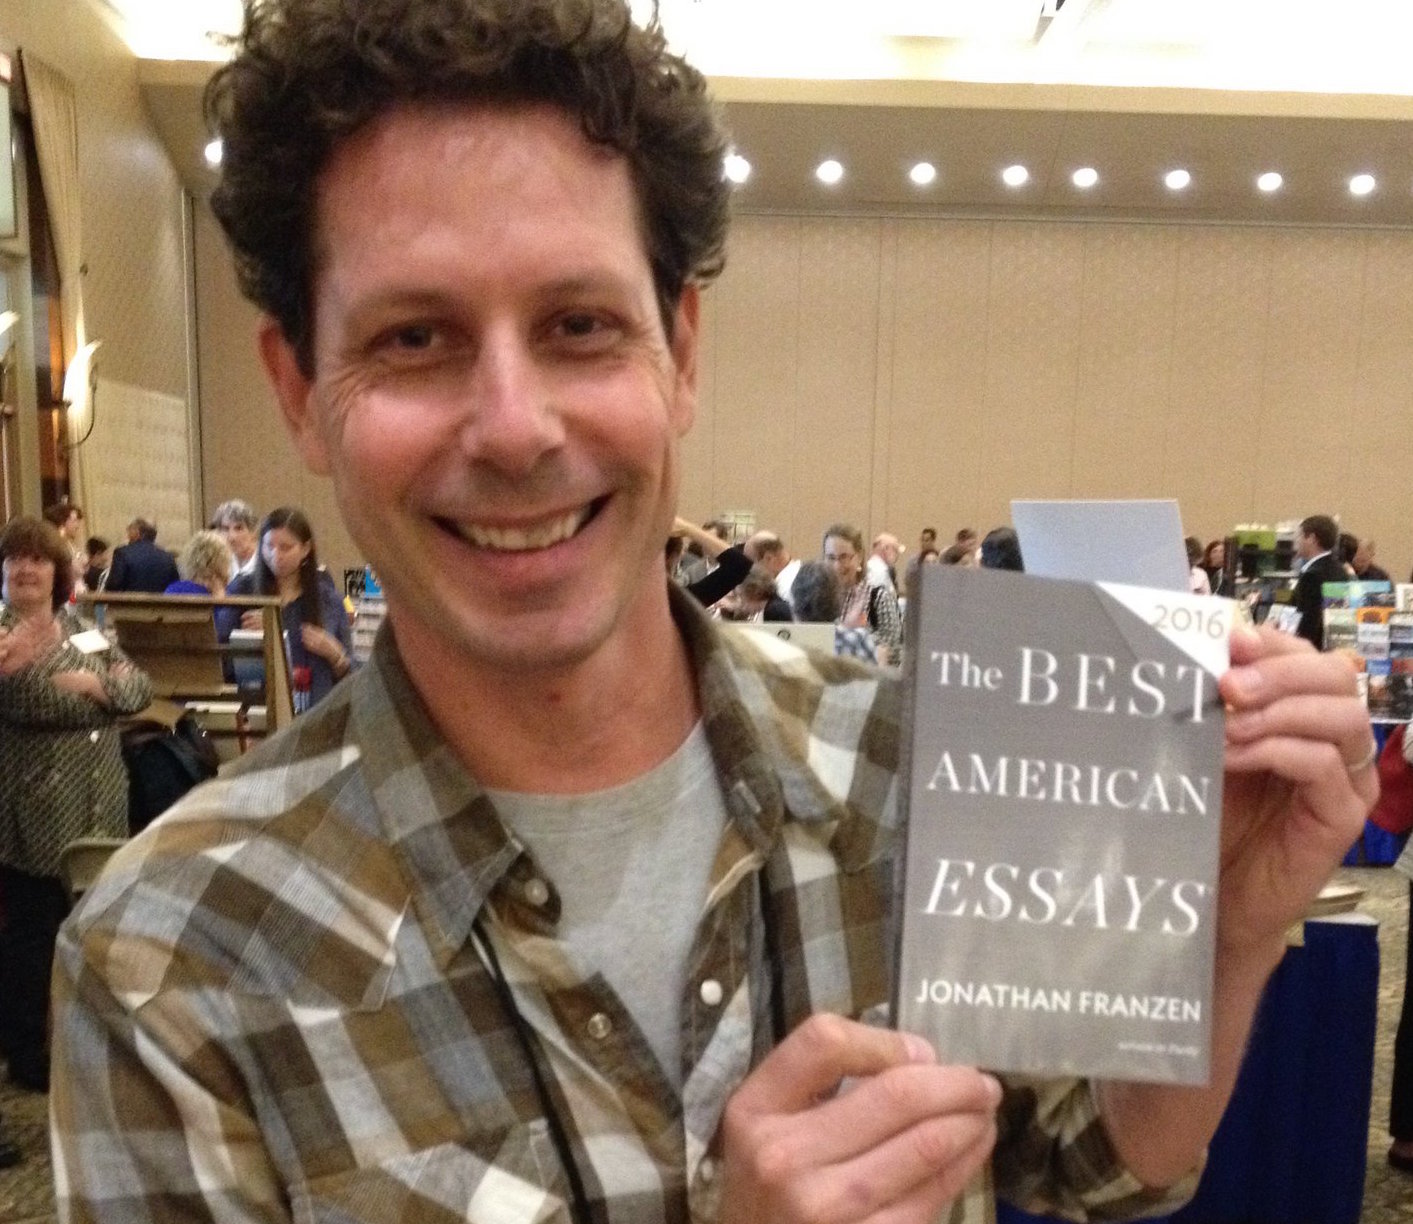 2016
The BEST
AMERICAN
ESSAYS
JONATHAN FRANZEN